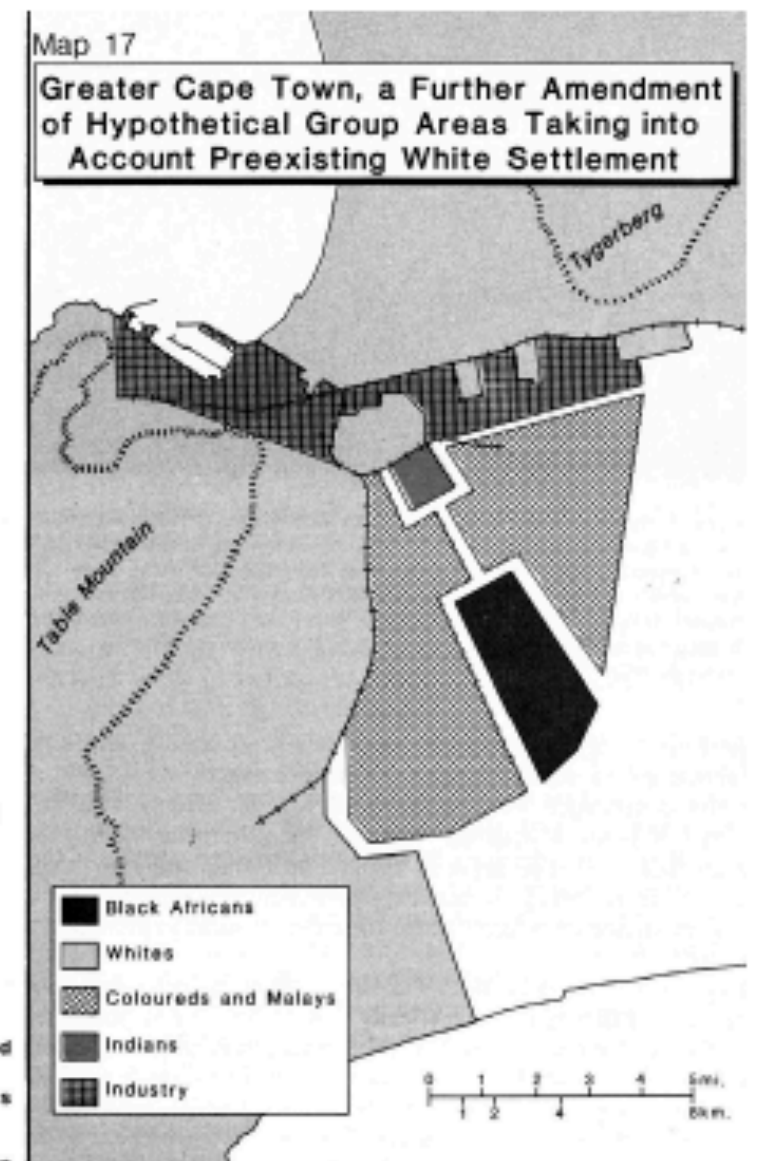 Map 17
Greater Cape Town, a Further Amendment
of Hypothetical Group Areas Taking into
Account Preexisting White Settlement
Tygerberg
Table Mountain
Black Africans
Whites
Coloureds and Malays
d
Indians
s
Industry
0 1 2 3 4 5mi.
1 2 4 8km.